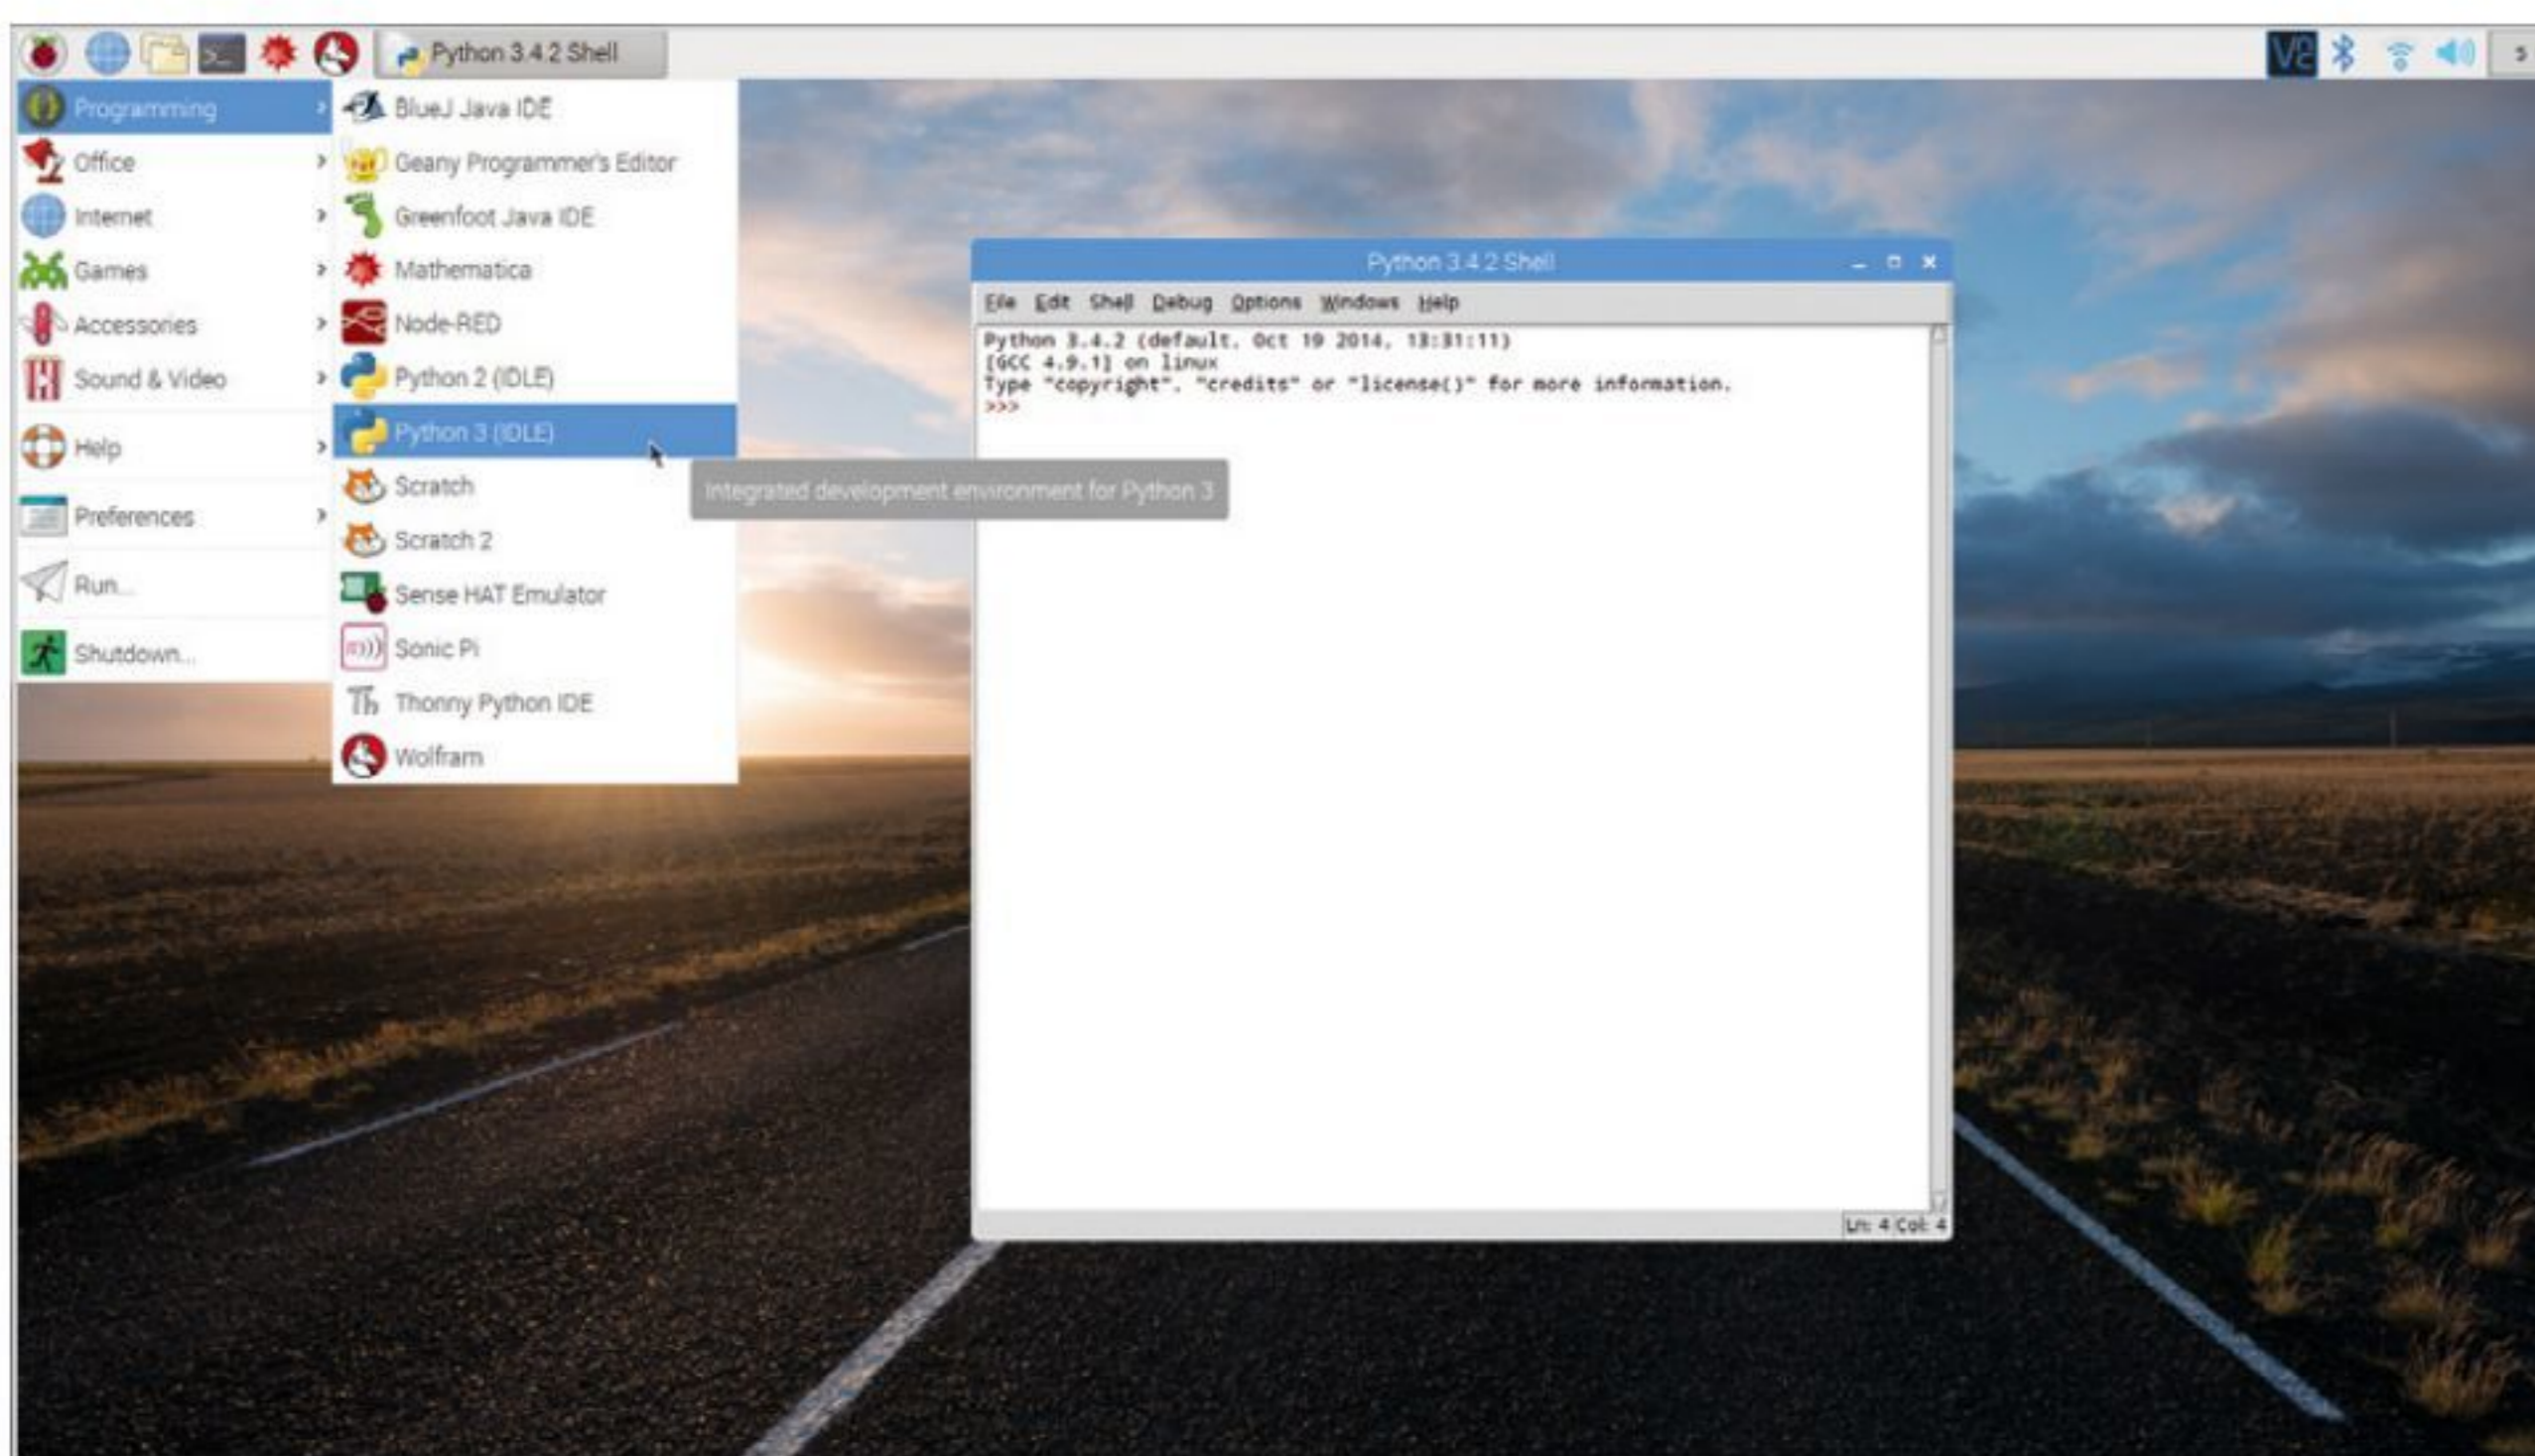 Python 3.4.2 Shell
Programming
Office
Internet
Games
Accessories
Sound & Video
Help
Preferences
Run...
Shutdown...
BlueJ Java IDE
Geany Programmer's Editor
Greenfoot Java IDE
Mathematica
Node-RED
Python 2 (IDLE)
Python 3 (IDLE)
Scratch
Scratch 2
Sense HAT Emulator
Sonic Pi
Th Thonny Python IDE
Wolfram
Integrated development environment for Python 3
Python 3.4.2 Shell
File Edit Shell Debug Options Windows Help
Python 3.4.2 (default, Oct 19 2014, 13:31:11)
[GCC 4.9.1] on linux
Type "copyright", "credits" or "license()" for more information.
>>>
Ln: 4 Col: 4